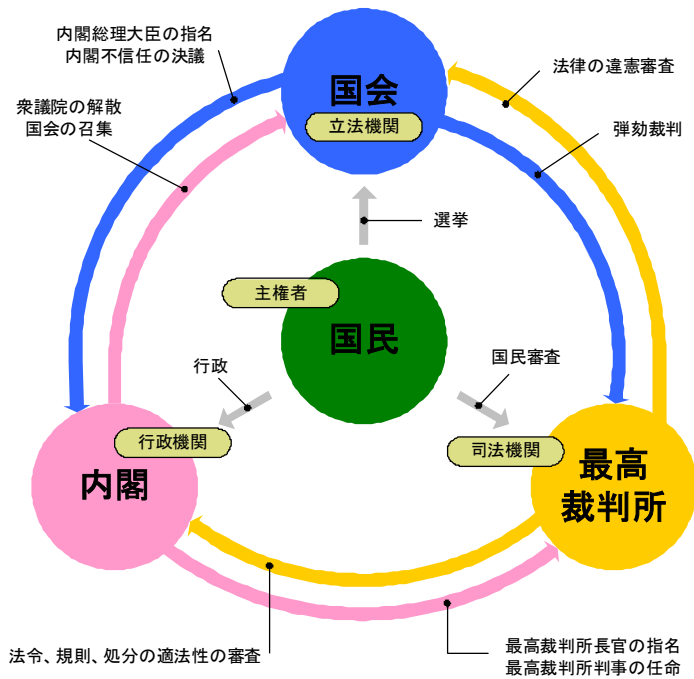 内閣総理大臣の指名
内閣不信任の決議
衆議院の解散
国会の召集
国会
立法機関
法律の違憲審査
弾劾裁判
選挙
主権者
国民
行政
国民審査
行政機関
内閣
司法機関
最高
裁判所
法令、規則、処分の適法性の審査
最高裁判所長官の指名
最高裁判所判事の任命